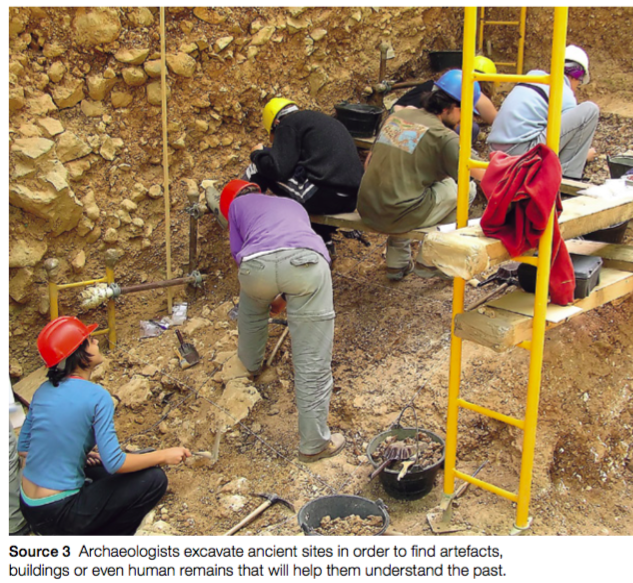 Source 3 Archaeologists excavate ancient sites in order to find artefacts,
buildings or even human remains that will help them understand the past.